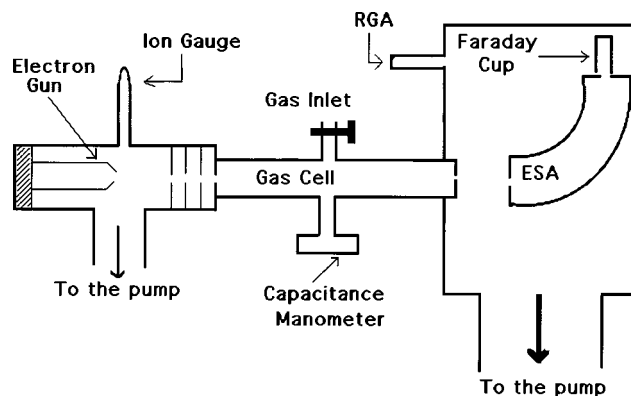 RGA
Ion Gauge
Faraday
Cup
Electron
Gun
Gas Inlet
Gas Cell
ESA
To the pump
Capacitance
Manometer
To the pump